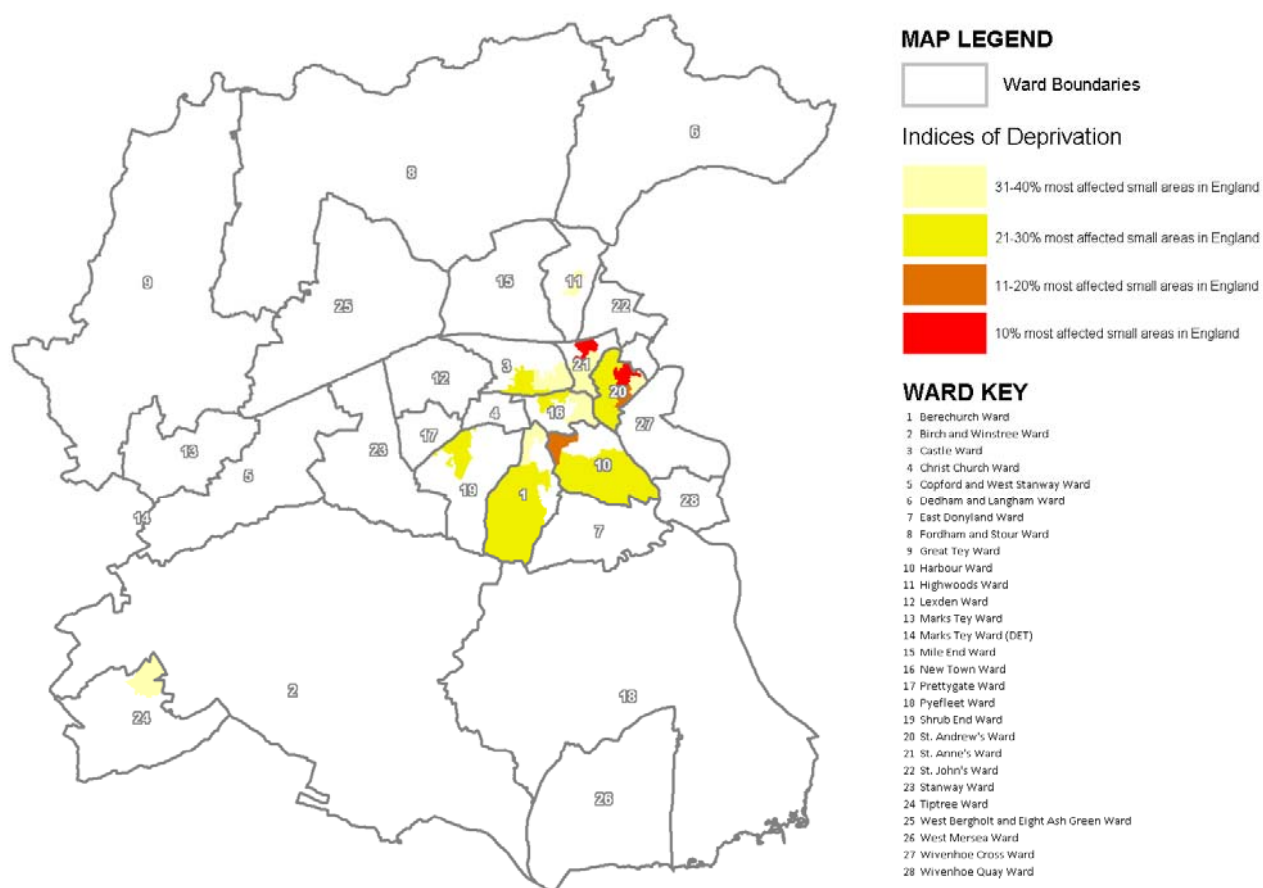 MAP LEGEND
Ward Boundaries
Indices of Deprivation
31-40% most affected small areas in England
21-30% most affected small areas in England
11-20% most affected small areas in England
10% most affected small areas in England
WARD KEY
1 Berechurch Ward
2 Birch and Winstree Ward
3 Castle Ward
4 Christ Church Ward
5 Copford and West Stanway Ward
6 Dedham and Langham Ward
7 East Donyland Ward
8 Fordham and Stour Ward
9 Great Tey Ward
10 Harbour Ward
11 Highwoods Ward
12 Lexden Ward
13 Marks Tey Ward
14 Marks Tey Ward (DET)
15 Mile End Ward
16 New Town Ward
17 Prettygate Ward
18 Pyefleet Ward
19 Shrub End Ward
20 St. Andrew's Ward
21 St. Anne's Ward
22 St. John's Ward
23 Stanway Ward
24 Tiptree Ward
25 West Bergholt and Eight Ash Green Ward
26 West Mersea Ward
27 Wivenhoe Cross Ward
28 Wivenhoe Quay Ward
6
8
9
11
15
25
22
3
21
12
20
16
4
27
17
13
23
10
5
19
1
28
14
7
2
18
24
26